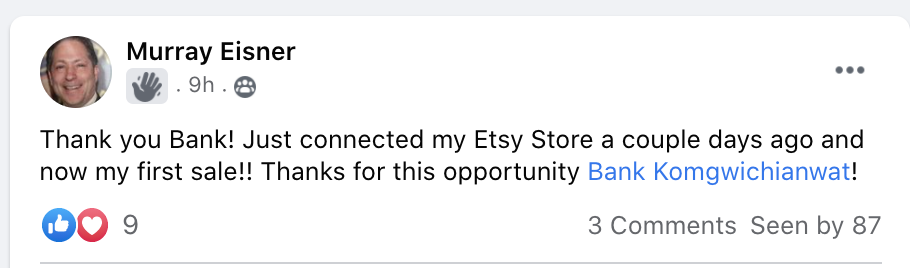 Murray Eisner
. 9h .
Thank you Bank! Just connected my Etsy Store a couple days ago and
now my first sale!! Thanks for this opportunity Bank Komgwichianwat!
9
3 Comments Seen by 87